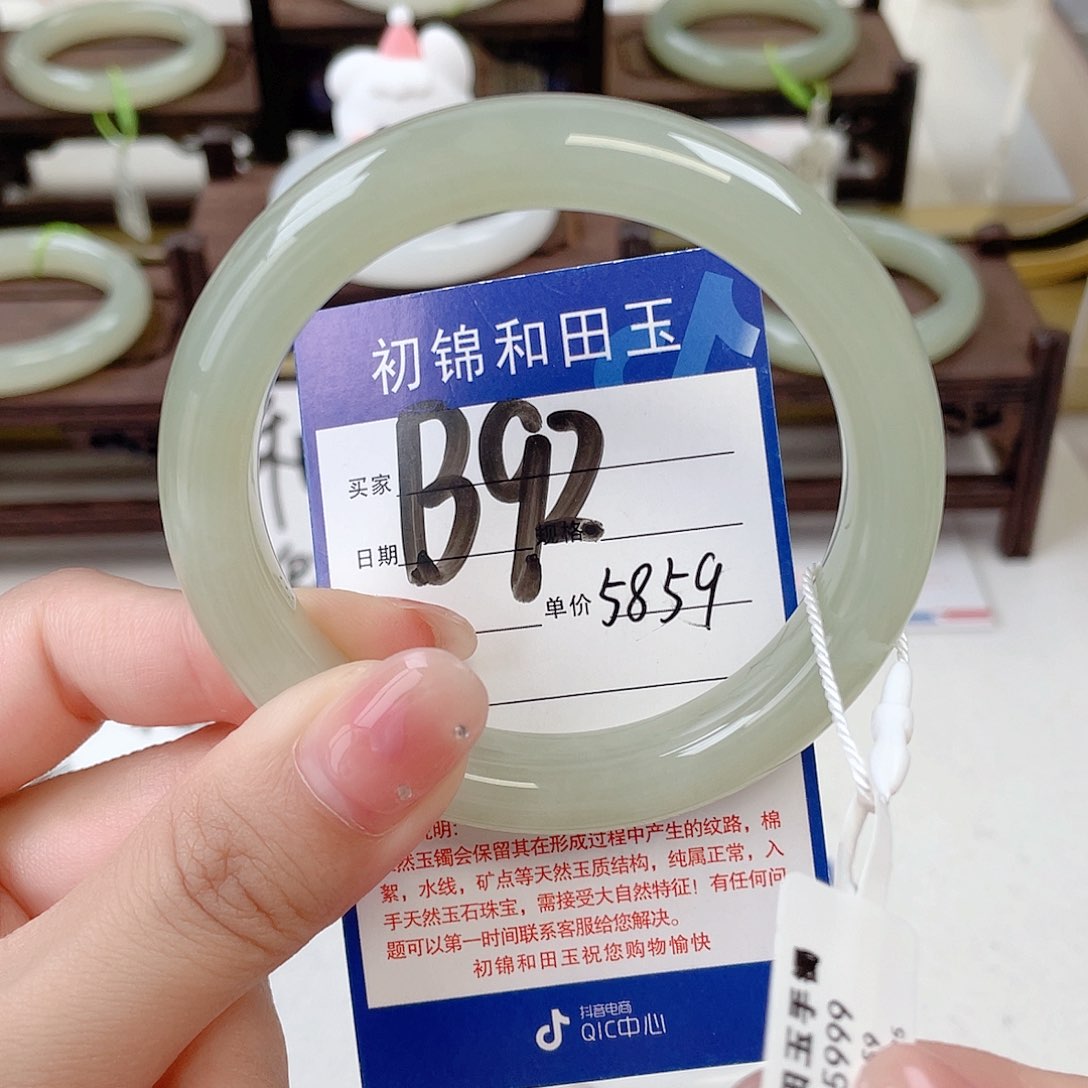 初锦和田玉
买家
B92
日期
规格
单价 5859
说明:
然玉镯会保留其在形成过程中产生的纹路，棉
絮，水线，矿点等天然玉质结构，纯属正常，入
手天然玉石珠宝，需接受大自然特征！有任何问
题可以第一时间联系客服给您解决。
初锦和田玉祝您购物愉快
抖音电商
QIC中心
田玉手镯
5999